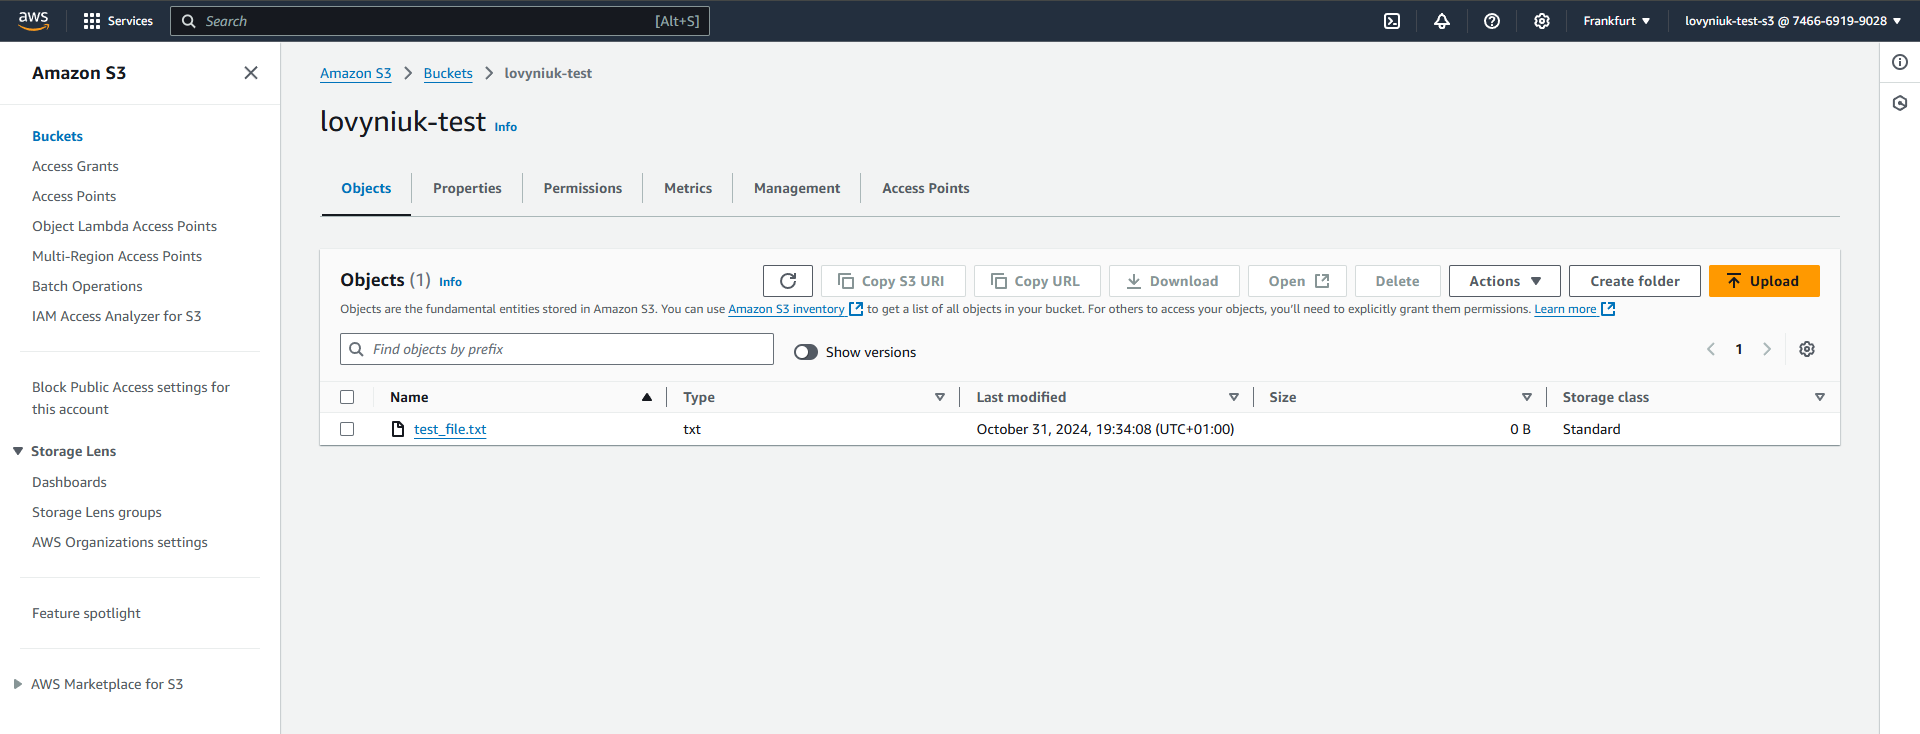 aws Services Search [Alt+S] Frankfurt lovyniuk-test-s3 @ 7466-6919-9028
Amazon S3
Buckets
Access Grants
Access Points
Object Lambda Access Points
Multi-Region Access Points
Batch Operations
IAM Access Analyzer for S3
Block Public Access settings for
this account
Storage Lens
Dashboards
Storage Lens groups
AWS Organizations settings
Feature spotlight
AWS Marketplace for S3
Amazon S3 Buckets lovyniuk-test
lovyniuk-test Info
Objects Properties Permissions Metrics Management Access Points
Objects (1) Info Copy S3 URI Copy URL Download Open Delete Actions Create folder Upload
Objects are the fundamental entities stored in Amazon S3. You can use Amazon S3 inventory to get a list of all objects in your bucket. For others to access your objects, you'll need to explicitly grant them permissions. Learn more
Find objects by prefix Show versions 1
Name Type Last modified Size Storage class
test_file.txt txt October 31, 2024, 19:34:08 (UTC+01:00) 0 B Standard